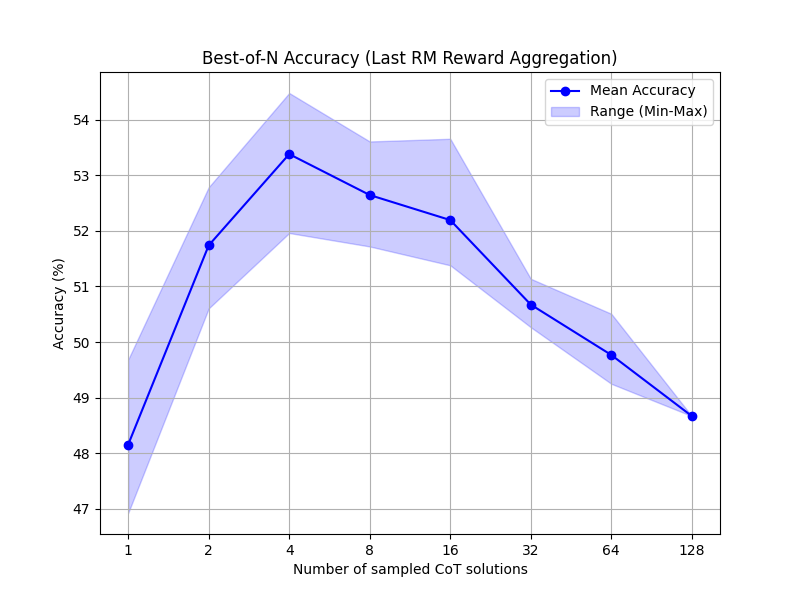 Best-of-N Accuracy (Last RM Reward Aggregation)
Mean Accuracy
Range (Min-Max)
Accuracy (%)
54
53
52
51
50
49
48
47
1 2 4 8 16 32 64 128
Number of sampled CoT solutions